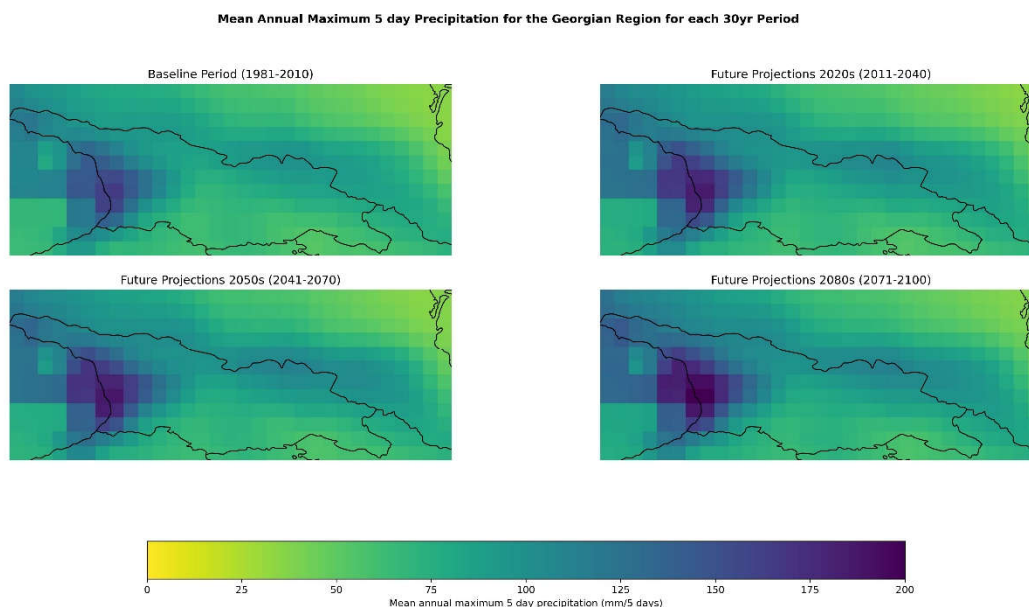 Mean Annual Maximum 5 day Precipitation for the Georgian Region for each 30yr Period
Baseline Period (1981-2010)
Future Projections 2020s (2011-2040)
Future Projections 2050s (2041-2070)
Future Projections 2080s (2071-2100)
0 25 50 75 100 125 150 175 200
Mean annual maximum 5 day precipitation (mm/5 days)